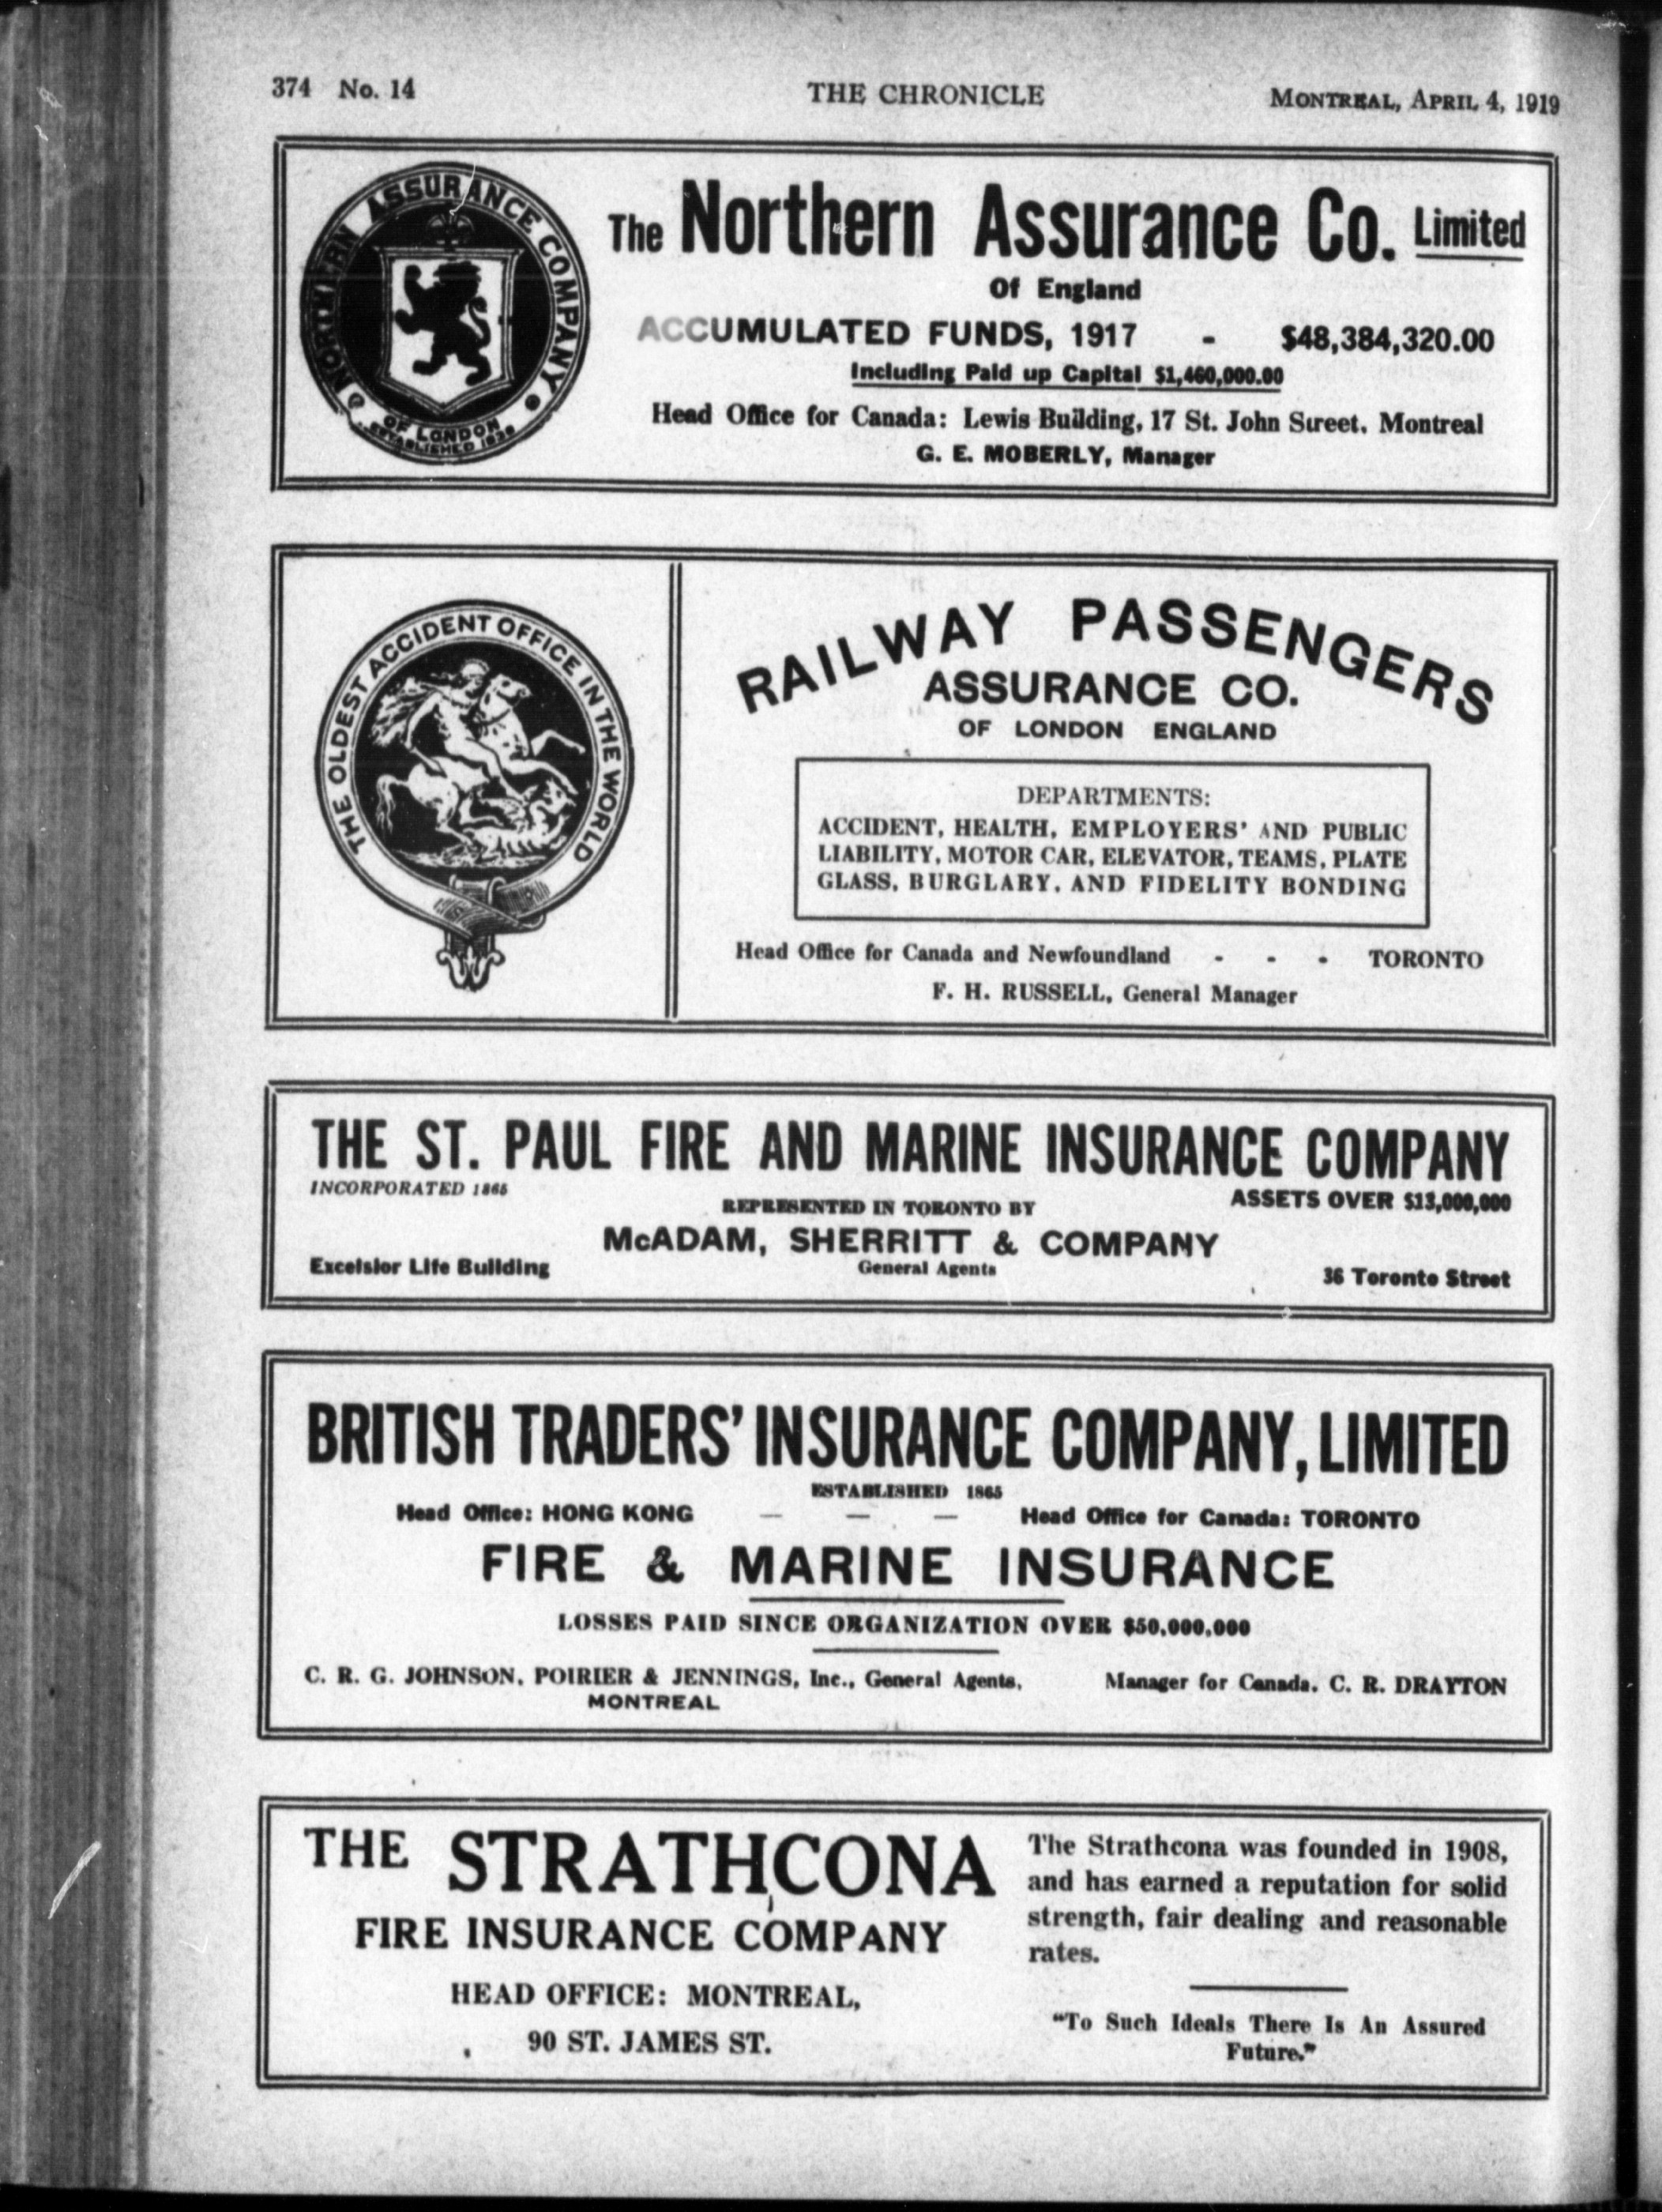 374 No. 14 THE CHRONICLE MONTREAL, APRIL 4, 1919
NORTHERN ASSURANCE COMPANY
OF LONDON
ESTABLISHED 1836
The Northern Assurance Co. Limited
Of England
ACCUMULATED FUNDS, 1917 - $48,384,320.00
Including Paid up Capital $1,460,000.00
Head Office for Canada: Lewis Building, 17 St. John Street, Montreal
G. E. MOBERLY, Manager
THE OLDEST ACCIDENT OFFICE IN THE WORLD
RAILWAY PASSENGERS
ASSURANCE CO.
OF LONDON ENGLAND
DEPARTMENTS:
ACCIDENT, HEALTH, EMPLOYERS' AND PUBLIC
LIABILITY, MOTOR CAR, ELEVATOR, TEAMS, PLATE
GLASS, BURGLARY, AND FIDELITY BONDING
Head Office for Canada and Newfoundland - - - TORONTO
F. H. RUSSELL, General Manager
THE ST. PAUL FIRE AND MARINE INSURANCE COMPANY
INCORPORATED 1865
REPRESENTED IN TORONTO BY
ASSETS OVER $13,000,000
McADAM, SHERRITT & COMPANY
Excelsior Life Building
General Agents
36 Toronto Street
BRITISH TRADERS' INSURANCE COMPANY, LIMITED
ESTABLISHED 1865
Head Office: HONG KONG — — — Head Office for Canada: TORONTO
FIRE & MARINE INSURANCE
LOSSES PAID SINCE ORGANIZATION OVER $50,000,000
C. R. G. JOHNSON, POIRIER & JENNINGS, Inc., General Agents,
MONTREAL
Manager for Canada, C. R. DRAYTON
THE STRATHCONA
FIRE INSURANCE COMPANY
HEAD OFFICE: MONTREAL,
90 ST. JAMES ST.
The Strathcona was founded in 1908,
and has earned a reputation for solid
strength, fair dealing and reasonable
rates.
"To Such Ideals There Is An Assured
Future."